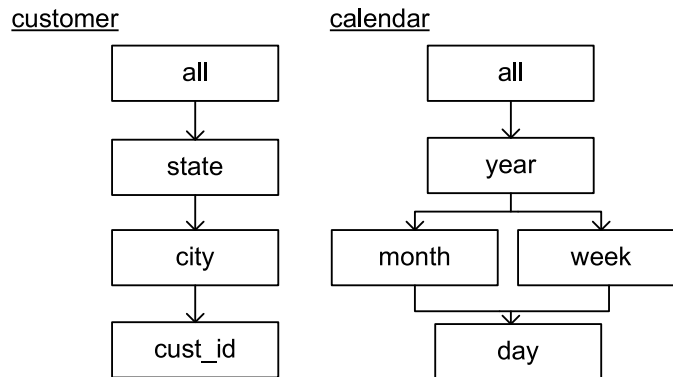 customer
all
state
city
cust_id
calendar
all
year
month
week
day